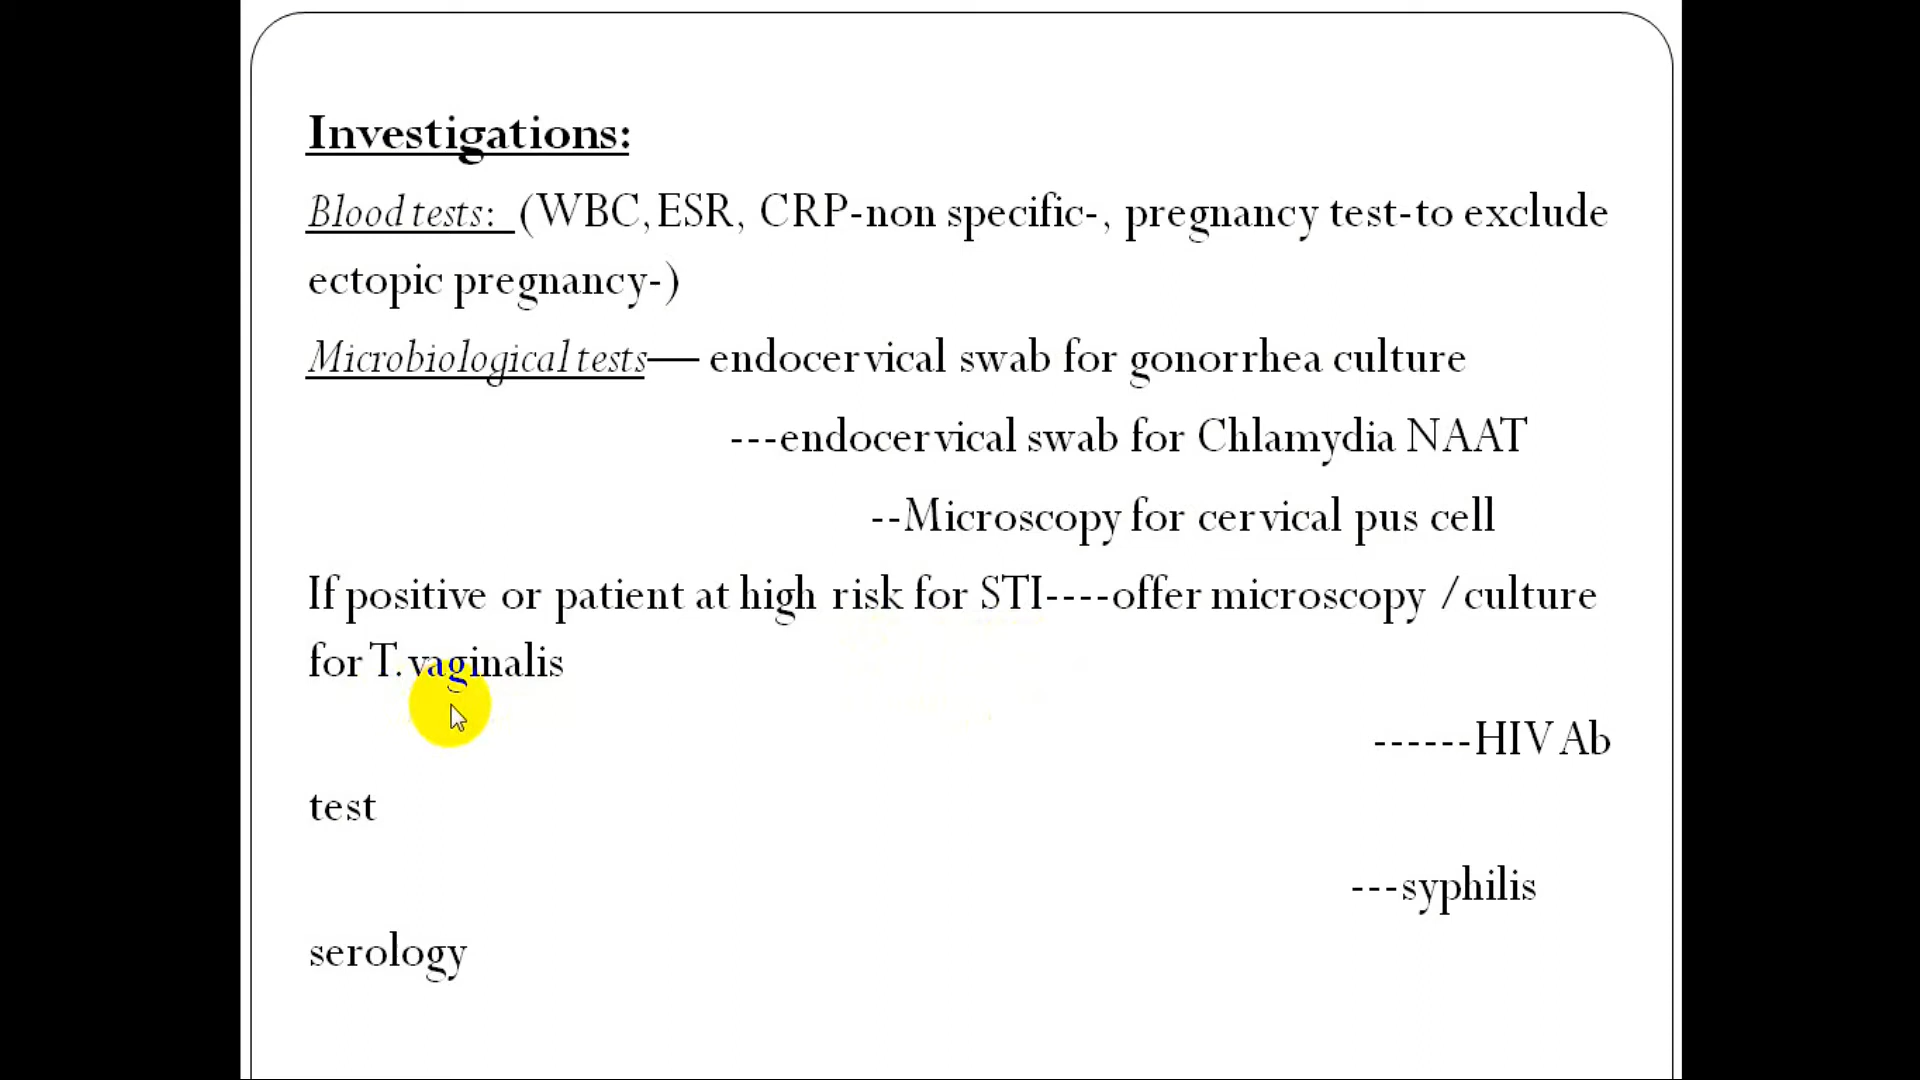 Investigations:
Blood tests: (WBC, ESR, CRP-non specific-, pregnancy test-to exclude
ectopic pregnancy-)
Microbiological tests— endocervical swab for gonorrhea culture
---endocervical swab for Chlamydia NAAT
--Microscopy for cervical pus cell
If positive or patient at high risk for STI----offer microscopy /culture
for T. vaginalis
------HIV Ab
test
---syphilis
serology